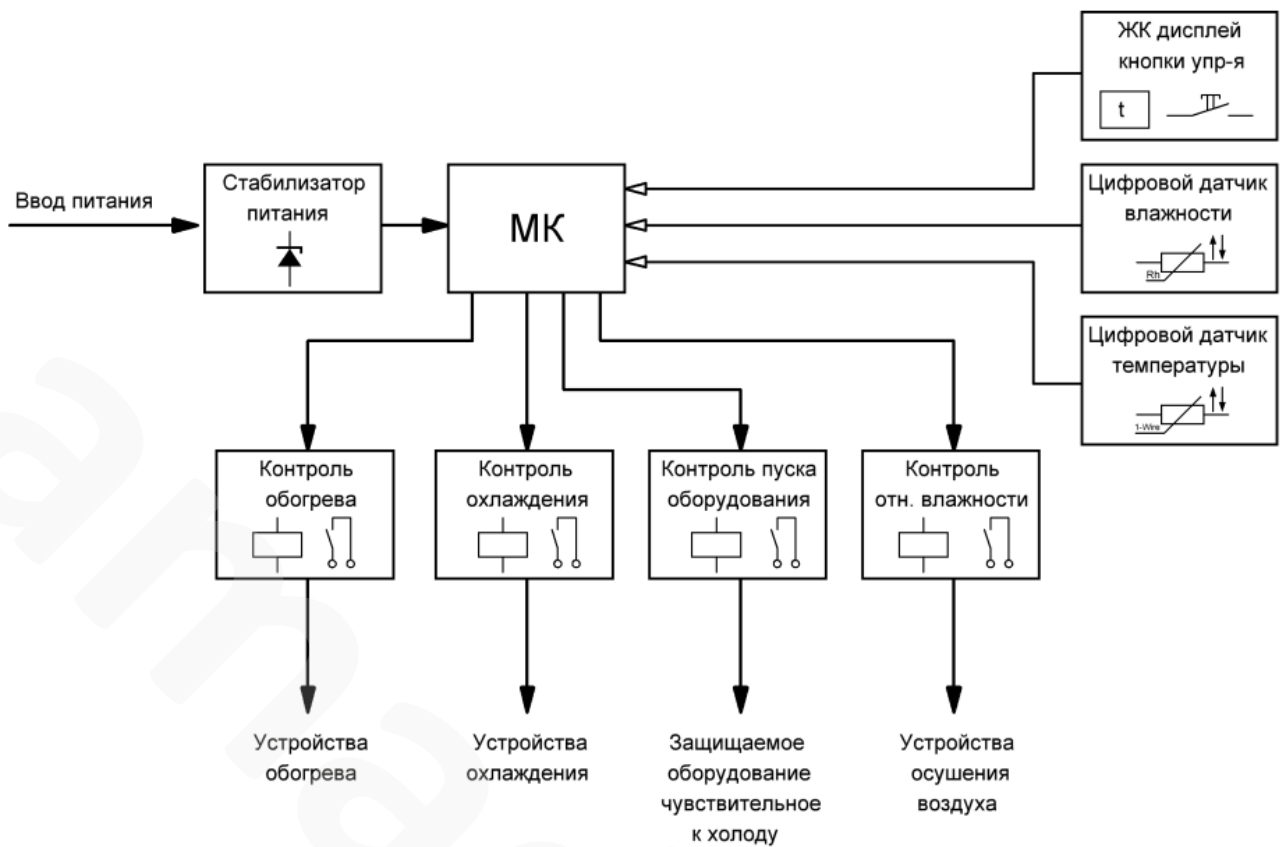 ЖК дисплей
кнопки упр-я
t
Ввод питания
Стабилизатор
питания
МК
Цифровой датчик
влажности
Rh
Цифровой датчик
температуры
1-Wire
Контроль
обогрева
Контроль
охлаждения
Контроль пуска
оборудования
Контроль
отн. влажности
Устройства
обогрева
Устройства
охлаждения
Защищаемое
оборудование
чувствительное
к холоду
Устройства
осушения
воздуха